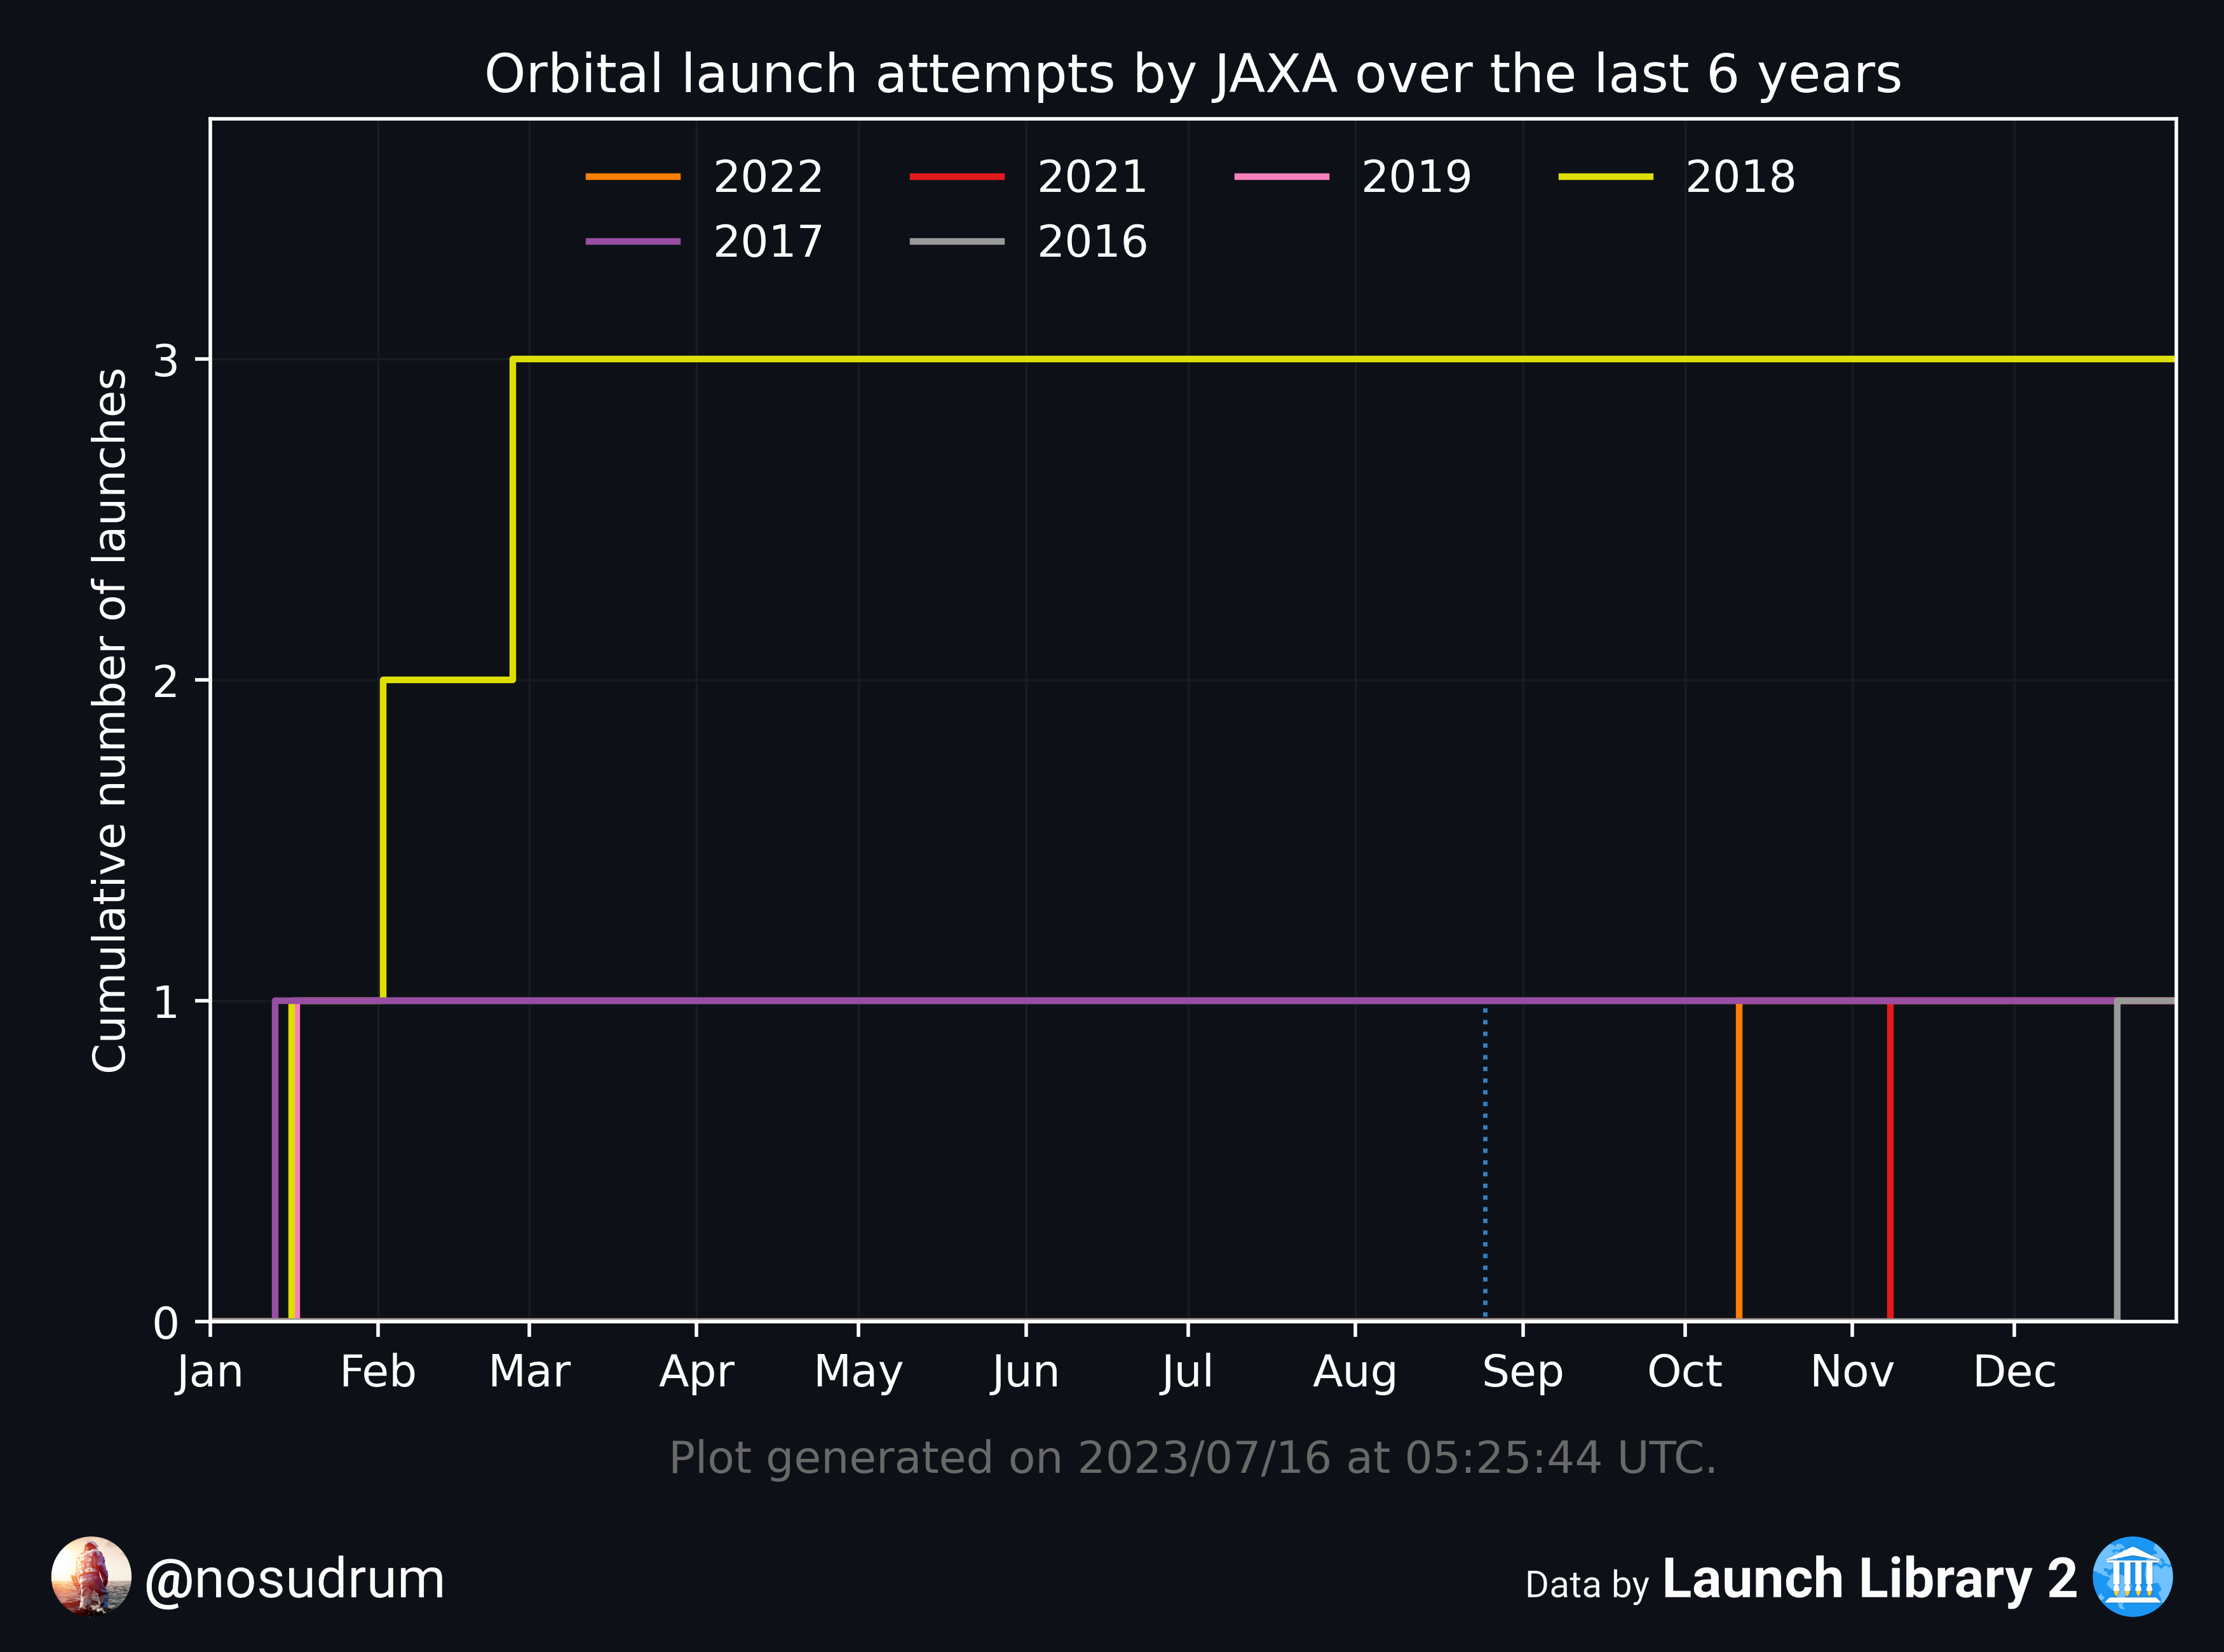 Orbital launch attempts by JAXA over the last 6 years
2022 2021 2019 2018
2017 2016
Cumulative number of launches
3
2
1
0
Jan Feb Mar Apr May Jun Jul Aug Sep Oct Nov Dec
Plot generated on 2023/07/16 at 05:25:44 UTC.
@nosudrum
Data by Launch Library 2